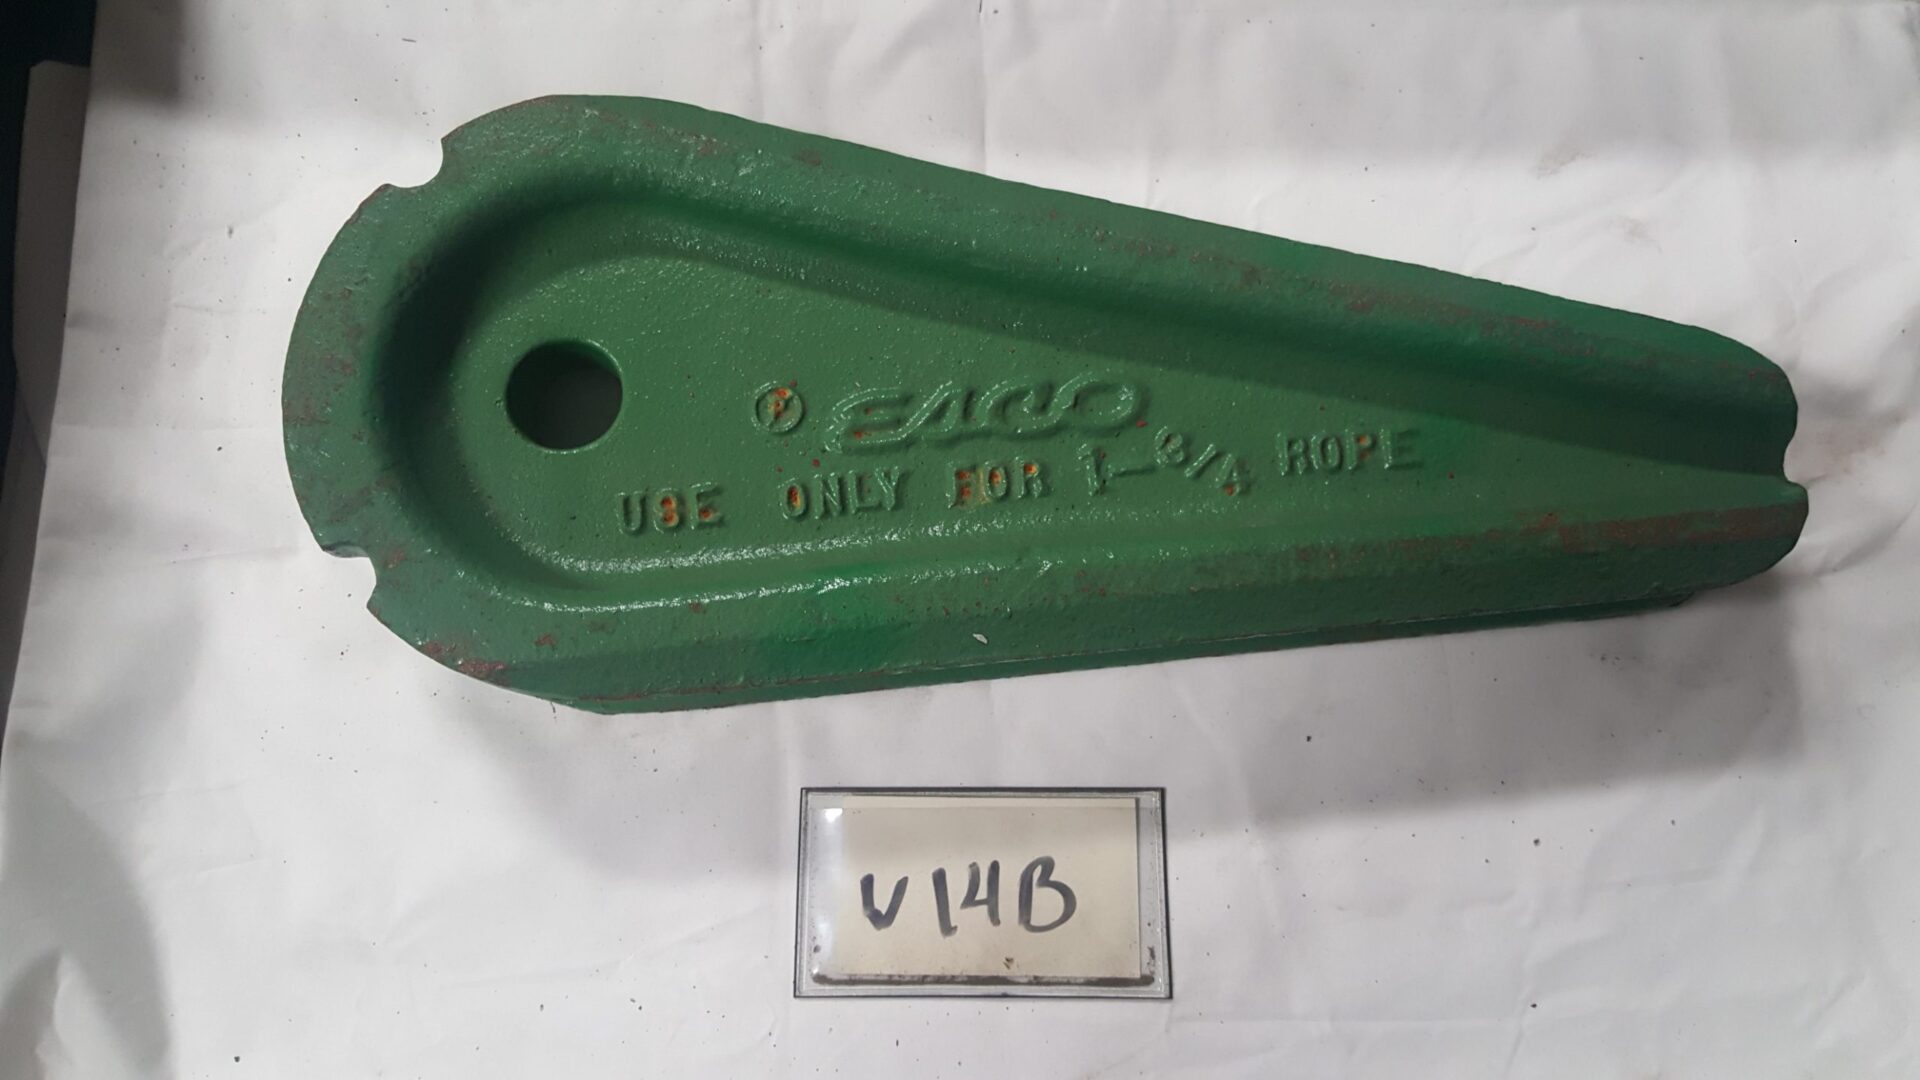 ESCO
USE ONLY FOR 1-3/4 ROPE
V14B